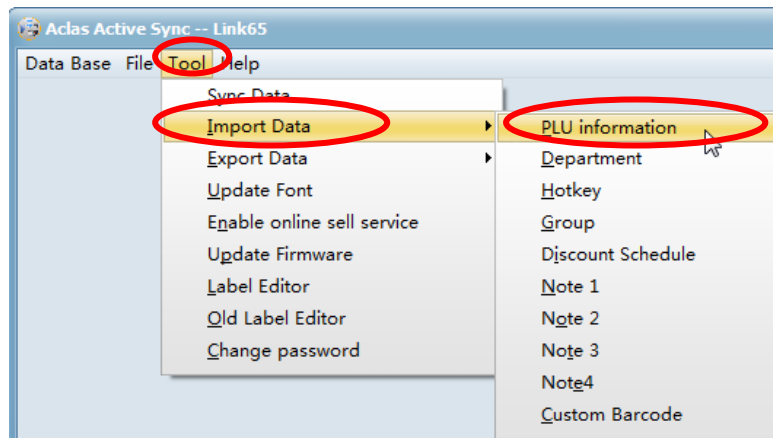 Aclas Active Sync -- Link65
Data Base File Tool Help
Sync Data
Import Data
Export Data
Update Font
Enable online sell service
Update Firmware
Label Editor
Old Label Editor
Change password
PLU information
Department
Hotkey
Group
Discount Schedule
Note 1
Note 2
Note 3
Note4
Custom Barcode